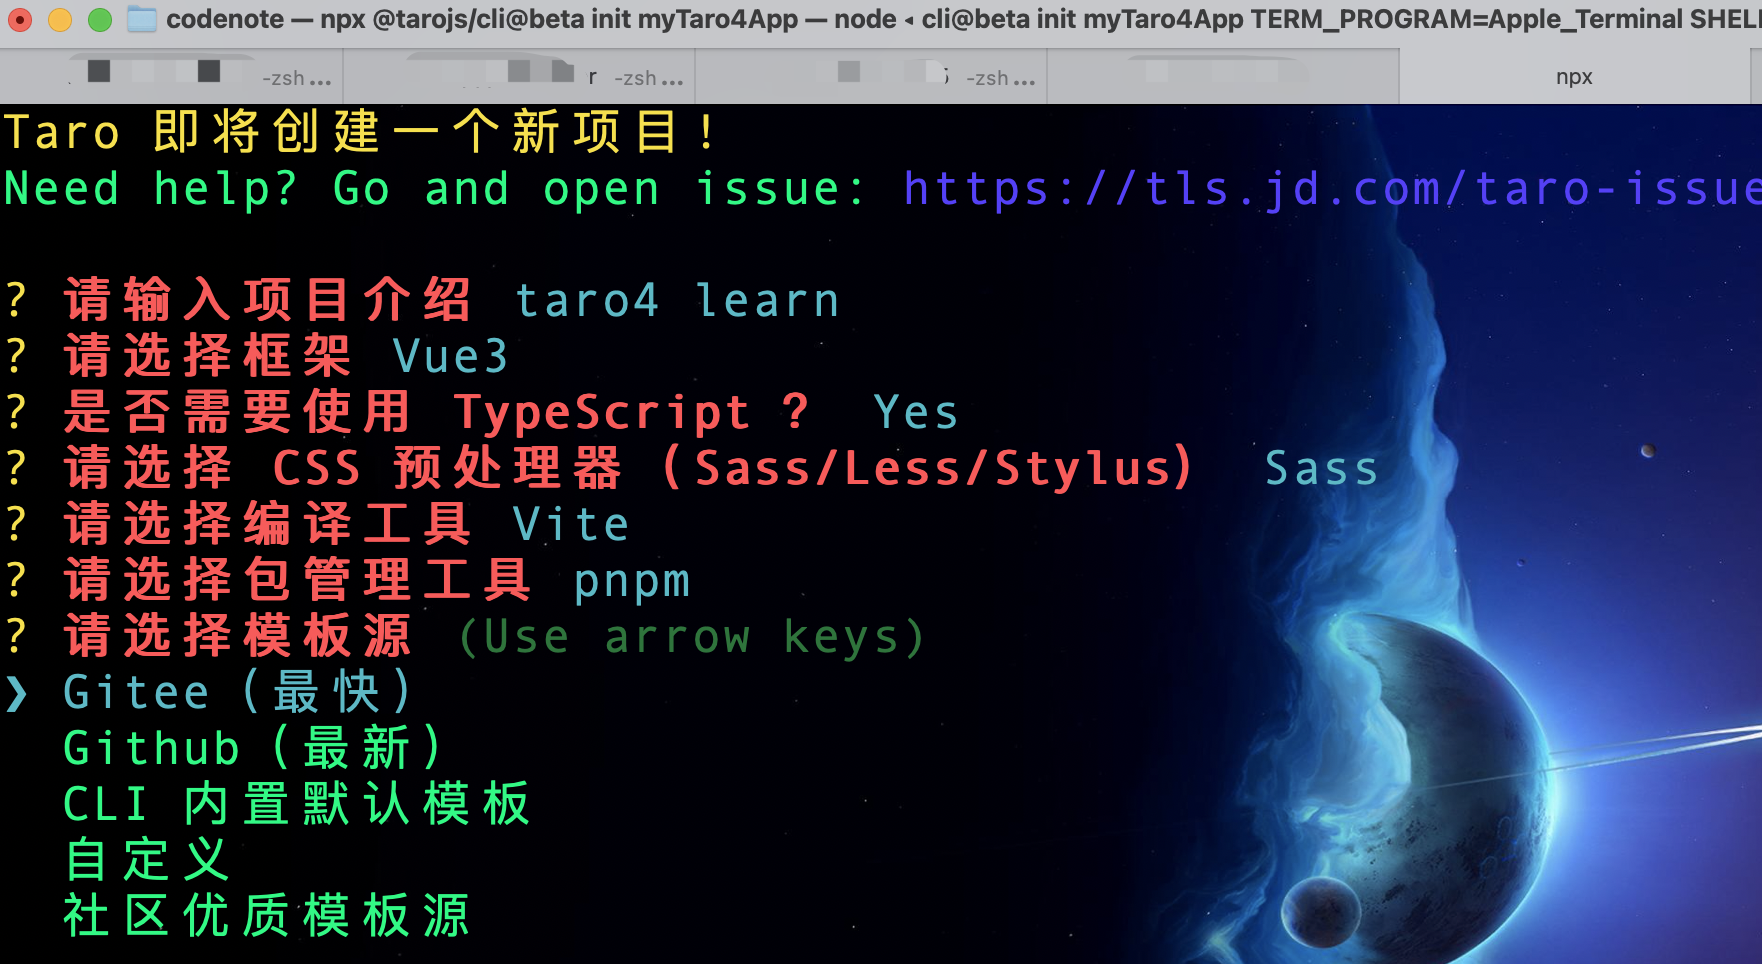 codenote — npx @tarojs/cli@beta init myTaro4App — node ◂ cli@beta init myTaro4App TERM_PROGRAM=Apple_Terminal
-zsh ... r -zsh ... -zsh ... npx
Taro 即将创建一个新项目!
Need help? Go and open issue: https://tls.jd.com/taro-issue
? 请输入项目介绍 taro4 learn
? 请选择框架 Vue3
? 是否需要使用 TypeScript ？ Yes
? 请选择 CSS 预处理器（Sass/Less/Stylus） Sass
? 请选择编译工具 Vite
? 请选择包管理工具 pnpm
? 请选择模板源 (Use arrow keys)
❯ Gitee（最快）
Github（最新）
CLI 内置默认模板
自定义
社区优质模板源